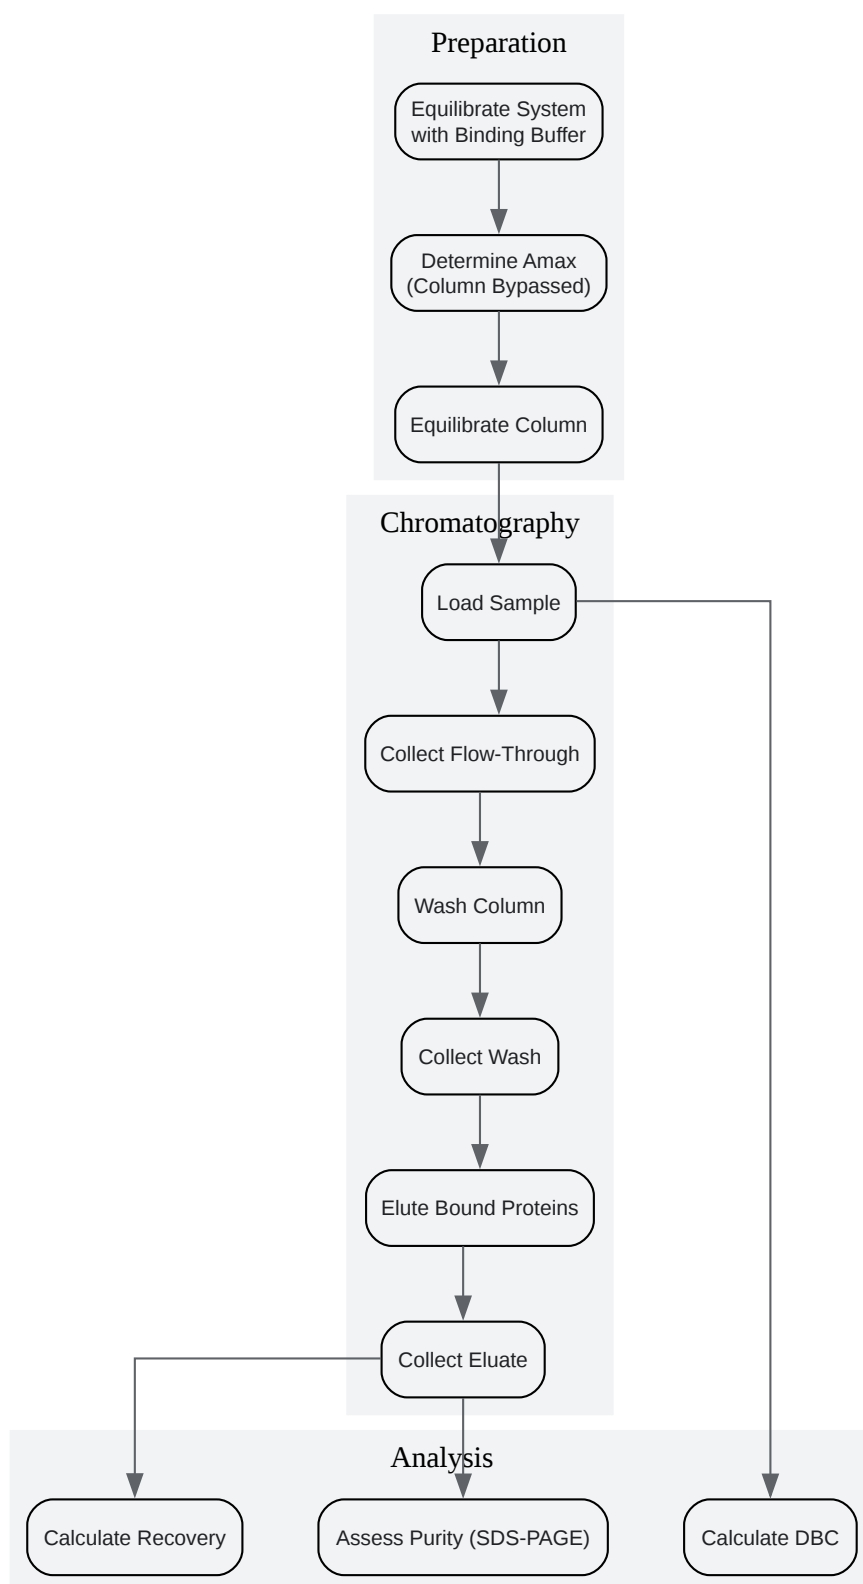 Preparation
Equilibrate System
with Binding Buffer
Determine Amax
(Column Bypassed)
Equilibrate Column
Chromatography
Load Sample
Collect Flow-Through
Wash Column
Collect Wash
Elute Bound Proteins
Collect Eluate
Analysis
Calculate Recovery
Assess Purity (SDS-PAGE)
Calculate DBC